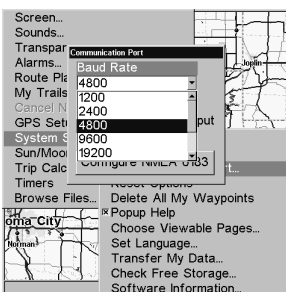 Screen...
Sounds...
Transpar
Communication Port
Alarms...
Baud Rate
Joplin
Route Pla
4800
My Trails
1200
Cancel N
2400
GPS Setu
4800
put
System S
9600
Sun/Moon
19200
Trip Calc
Configure NMEA 0183
t...
Timers
Reset Options
Browse Files...
Delete All My Waypoints
oma City
Popup Help
Choose Viewable Pages...
Norman
Set Language...
Transfer My Data...
Check Free Storage...
Software Information...